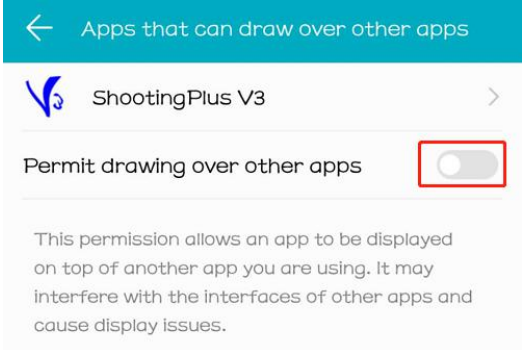 Apps that can draw over other apps
ShootingPlus V3
Permit drawing over other apps
This permission allows an app to be displayed
on top of another app you are using. It may
interfere with the interfaces of other apps and
cause display issues.